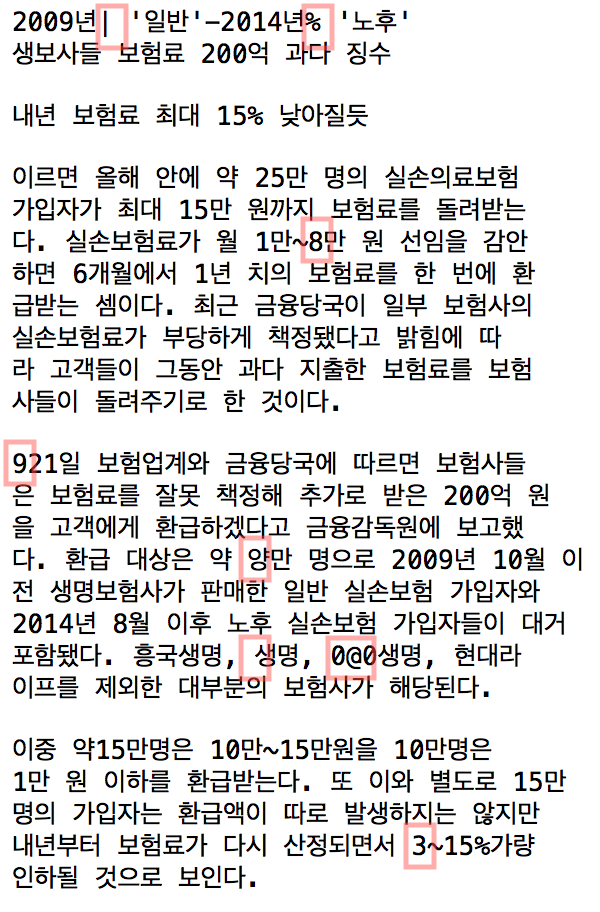 2009년| '일반'-2014년% '노후'
생보사들 보험료 200억 과다 징수
내년 보험료 최대 15% 낮아질듯
이르면 올해 안에 약 25만 명의 실손의료보험
가입자가 최대 15만 원까지 보험료를 돌려받는
다. 실손보험료가 월 1만~8만 원 선임을 감안
하면 6개월에서 1년 치의 보험료를 한 번에 환
급받는 셈이다. 최근 금융당국이 일부 보험사의
실손보험료가 부당하게 책정됐다고 밝힘에 따
라 고객들이 그동안 과다 지출한 보험료를 보험
사들이 돌려주기로 한 것이다.
921일 보험업계와 금융당국에 따르면 보험사들
은 보험료를 잘못 책정해 추가로 받은 200억 원
을 고객에게 환급하겠다고 금융감독원에 보고했
다. 환급 대상은 약 양만 명으로 2009년 10월 이
전 생명보험사가 판매한 일반 실손보험 가입자와
2014년 8월 이후 노후 실손보험 가입자들이 대거
포함됐다. 흥국생명, 생명, 0@0생명, 현대라
이프를 제외한 대부분의 보험사가 해당된다.
이중 약15만명은 10만~15만원을 10만명은
1만 원 이하를 환급받는다. 또 이와 별도로 15만
명의 가입자는 환급액이 따로 발생하지는 않지만
내년부터 보험료가 다시 산정되면서 3~15%가량
인하될 것으로 보인다.